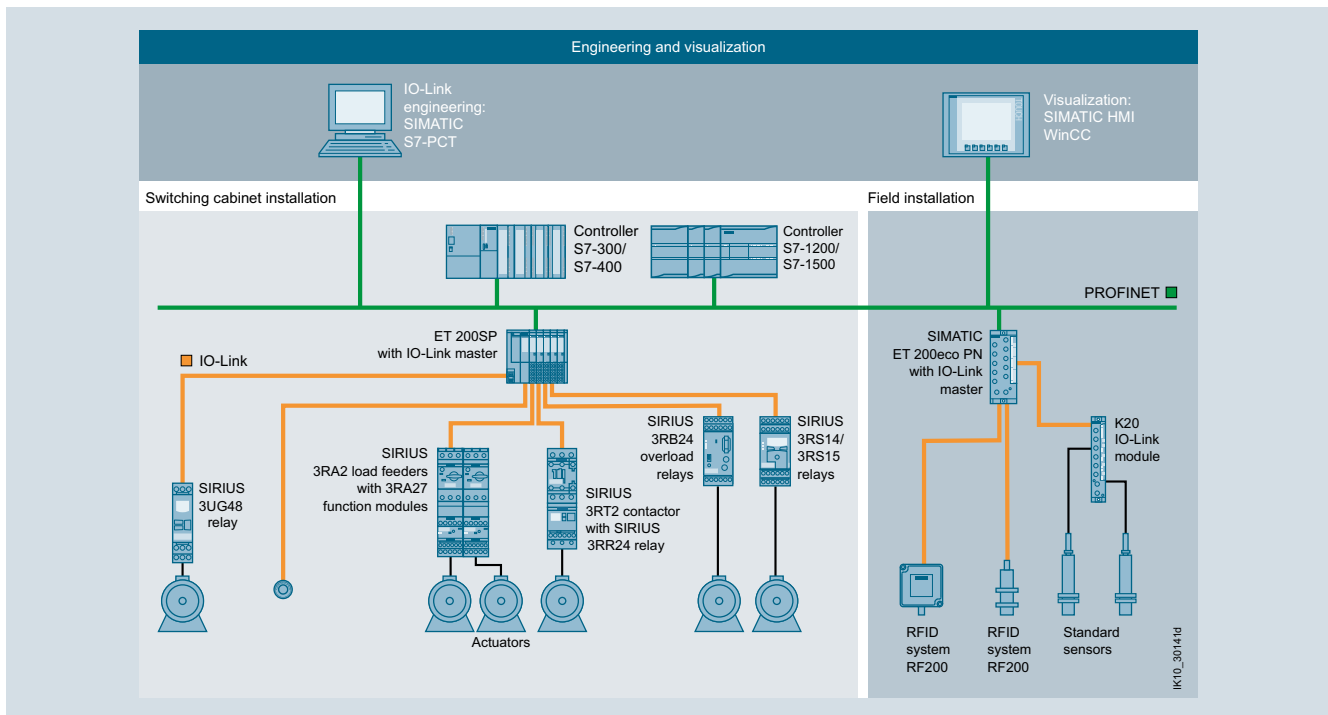 Engineering and visualization
IO-Link
engineering:
SIMATIC
S7-PCT
Visualization:
SIMATIC HMI
WinCC
Switching cabinet installation
Field installation
Controller
S7-300/
S7-400
Controller
S7-1200/
S7-1500
PROFINET
ET 200SP
with IO-Link master
IO-Link
SIMATIC
ET 200eco PN
with IO-Link
master
SIRIUS
3UG48
relay
SIRIUS
3RA2 load feeders
with 3RA27
function modules
SIRIUS
3RT2 contactor
with SIRIUS
3RR24 relay
SIRIUS
3RB24
overload
relays
SIRIUS
3RS14/
3RS15
relays
K20
IO-Link
module
Actuators
RFID
system
RF200
RFID
system
RF200
Standard
sensors
IK10_30141d